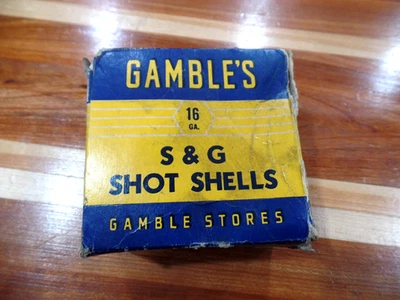 GAMBLE'S
16
GA.
S & G
SHOT SHELLS
GAMBLE STORES